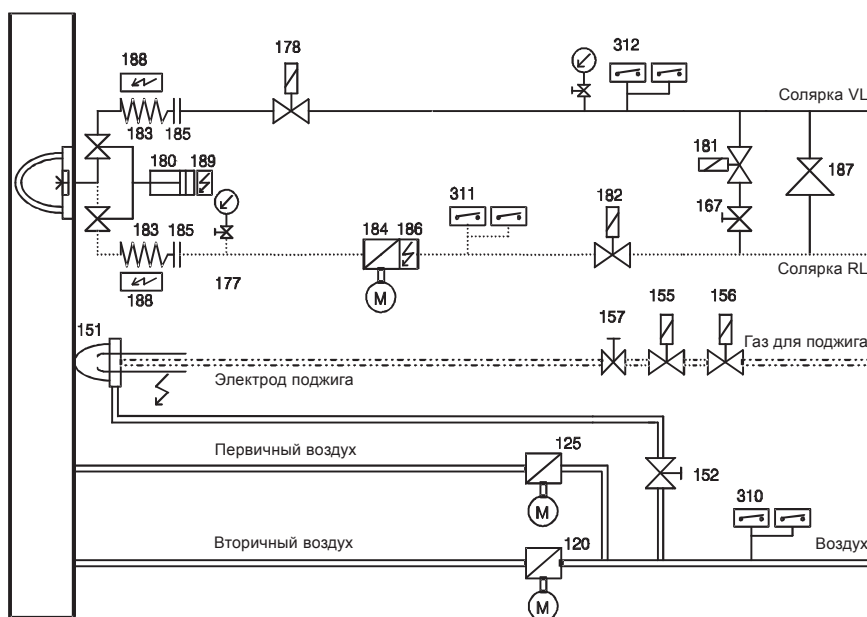 188
178
312
Солярка VL
183
185
181
187
180
189
167
311
182
183
185
184
186
188
177
Солярка RL
M
151
157
155
156
Газ для поджига
Электрод поджига
Первичный воздух
125
152
M
310
Вторичный воздух
120
Воздух
M